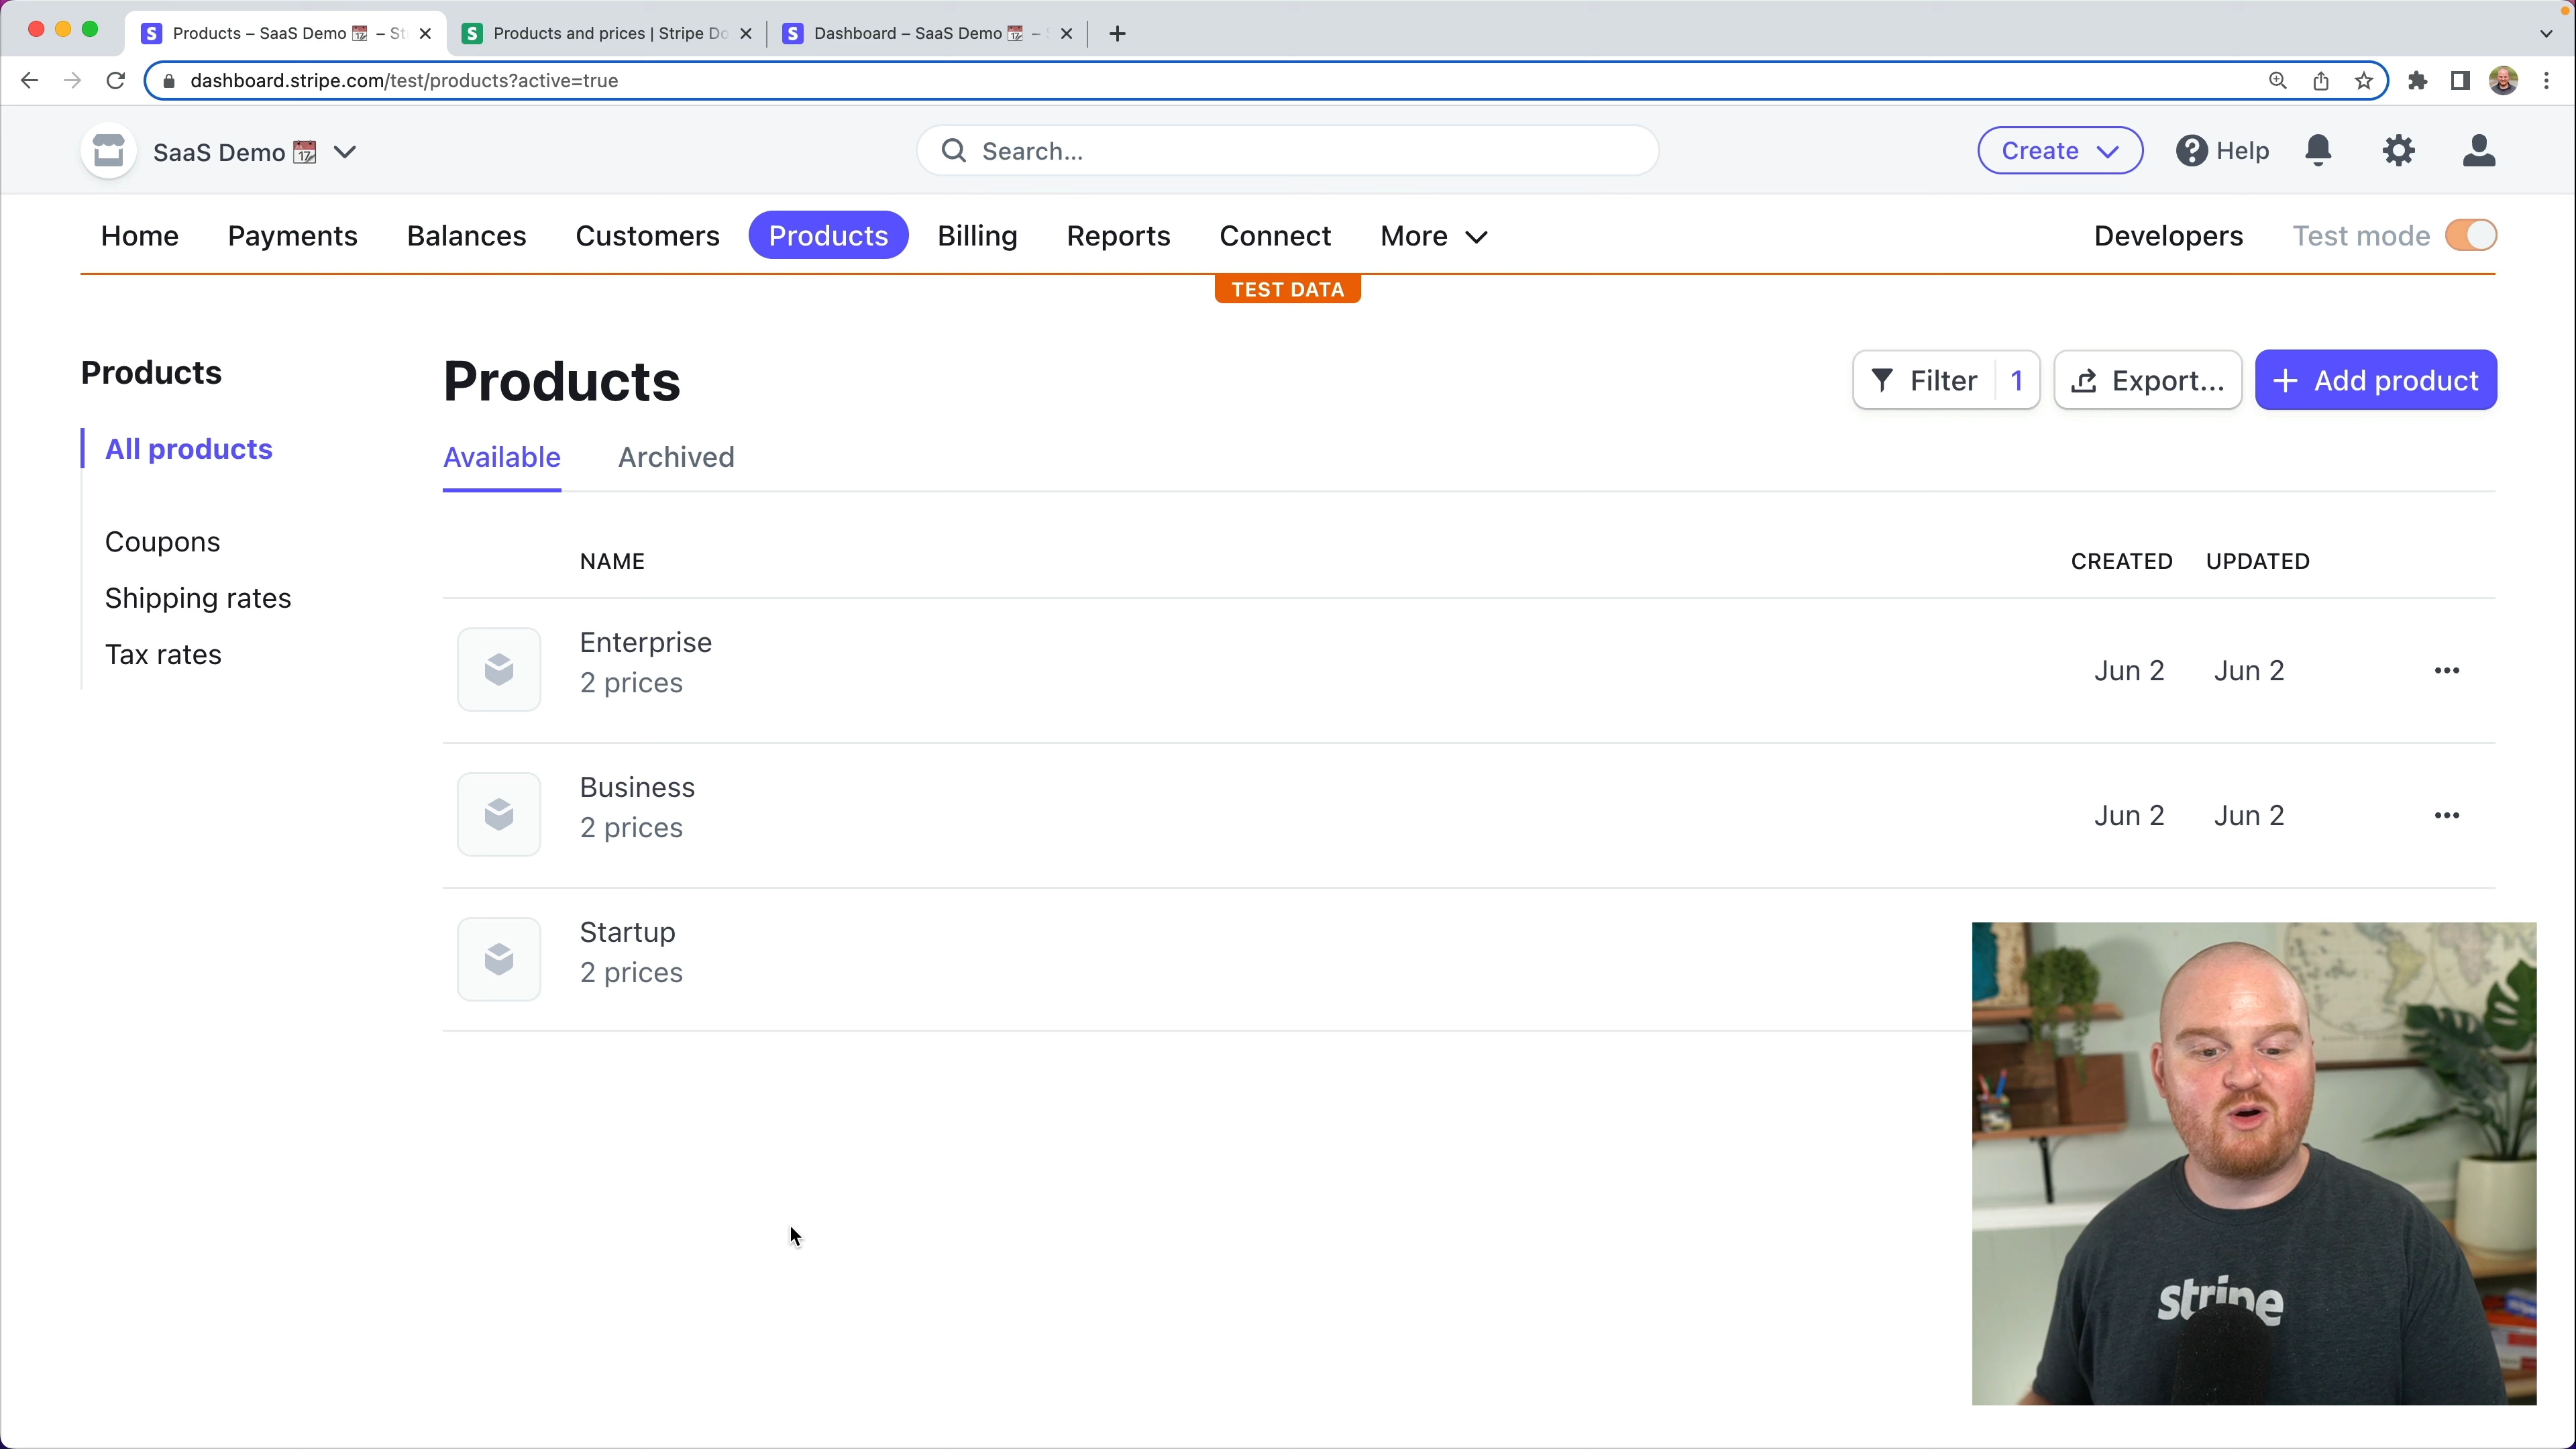 Products – SaaS Demo 📆 – St
Products and prices | Stripe Do
Dashboard – SaaS Demo 📆 – S
dashboard.stripe.com/test/products?active=true
SaaS Demo 📆
Search...
Create
Help
Home
Payments
Balances
Customers
Products
Billing
Reports
Connect
More
Developers
Test mode
TEST DATA
Products
All products
Coupons
Shipping rates
Tax rates
Products
Filter 1
Export...
Add product
Available
Archived
NAME CREATED UPDATED
Enterprise
2 prices
Jun 2 Jun 2
Business
2 prices
Jun 2 Jun 2
Startup
2 prices
stripe